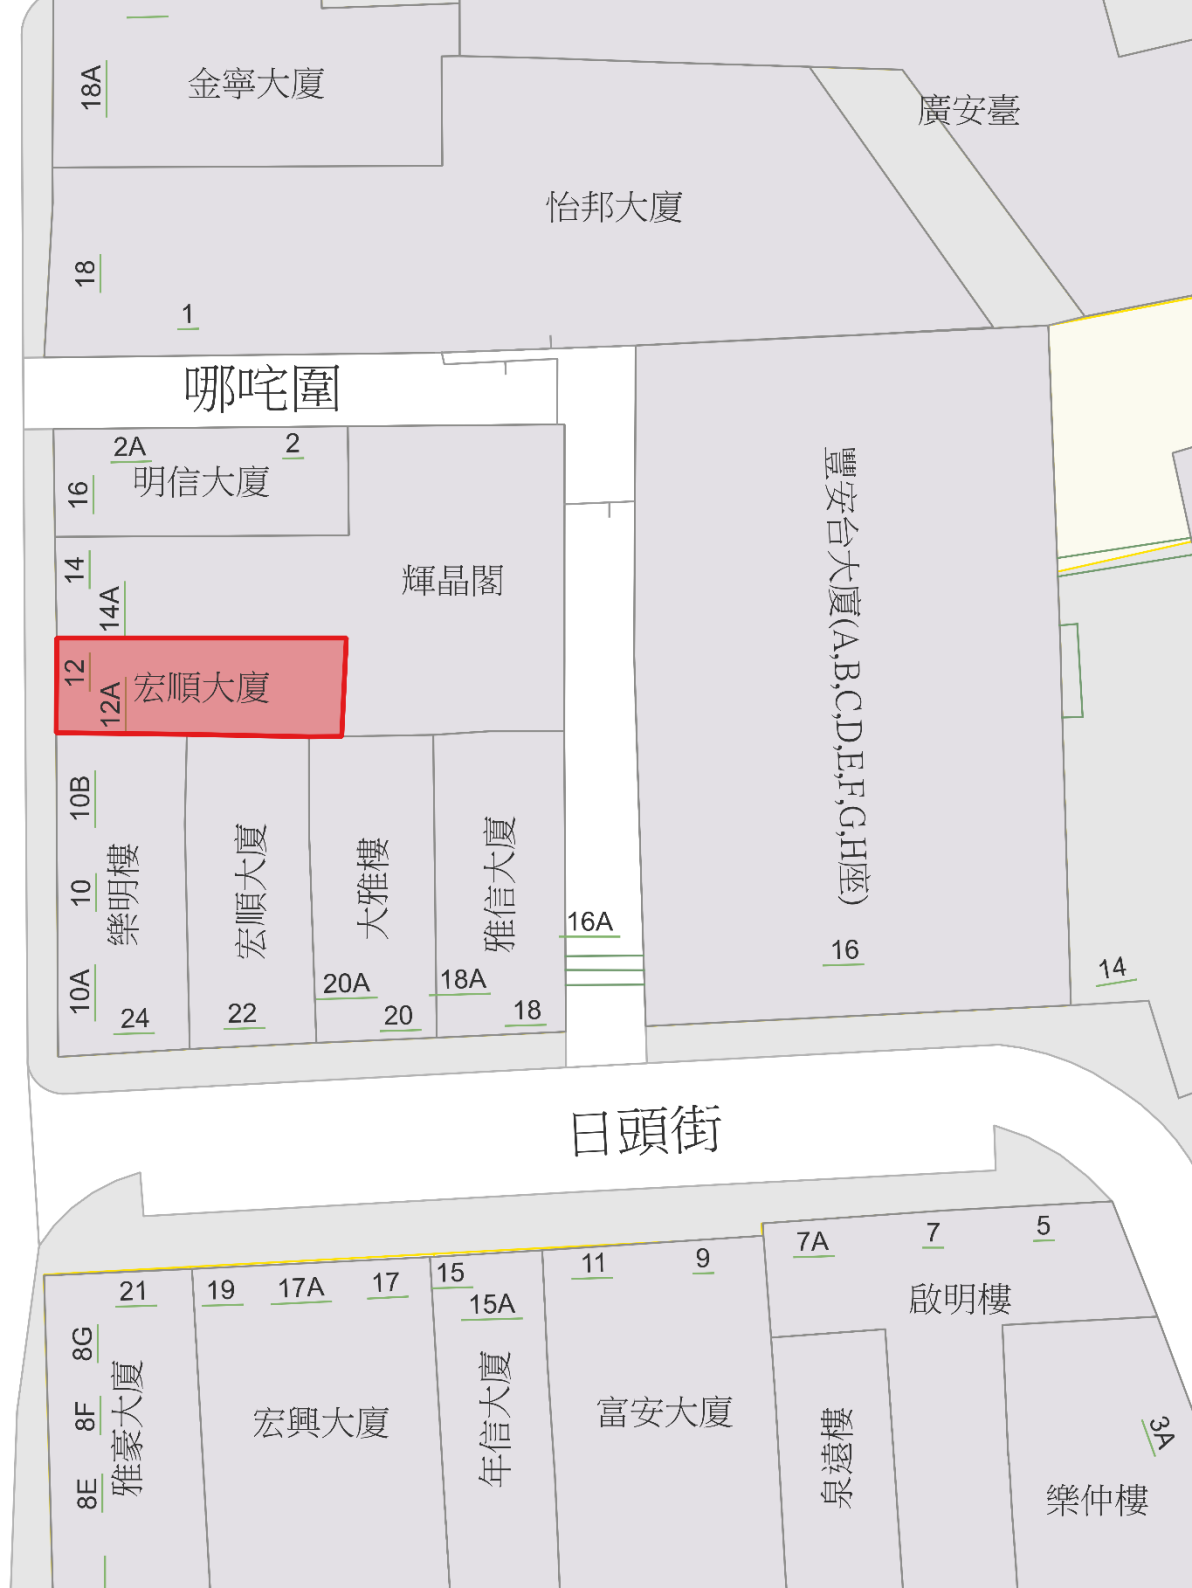 18A
金寧大廈
廣安臺
怡邦大廈
18
1
哪咤圍
2A
2
16
明信大廈
14
14A
輝晶閣
豐安台大廈(A,B,C,D,E,F,G,H座)
12
12A
宏順大廈
10B
10
10A
樂明樓
24
宏順大廈
22
大雅樓
20A
20
雅信大廈
18A
18
16A
16
14
日頭街
21
19
17A
17
15
15A
11
9
7A
7
5
8G
8F
8E
雅豪大廈
宏興大廈
年信大廈
富安大廈
啟明樓
泉遠樓
3A
樂仲樓